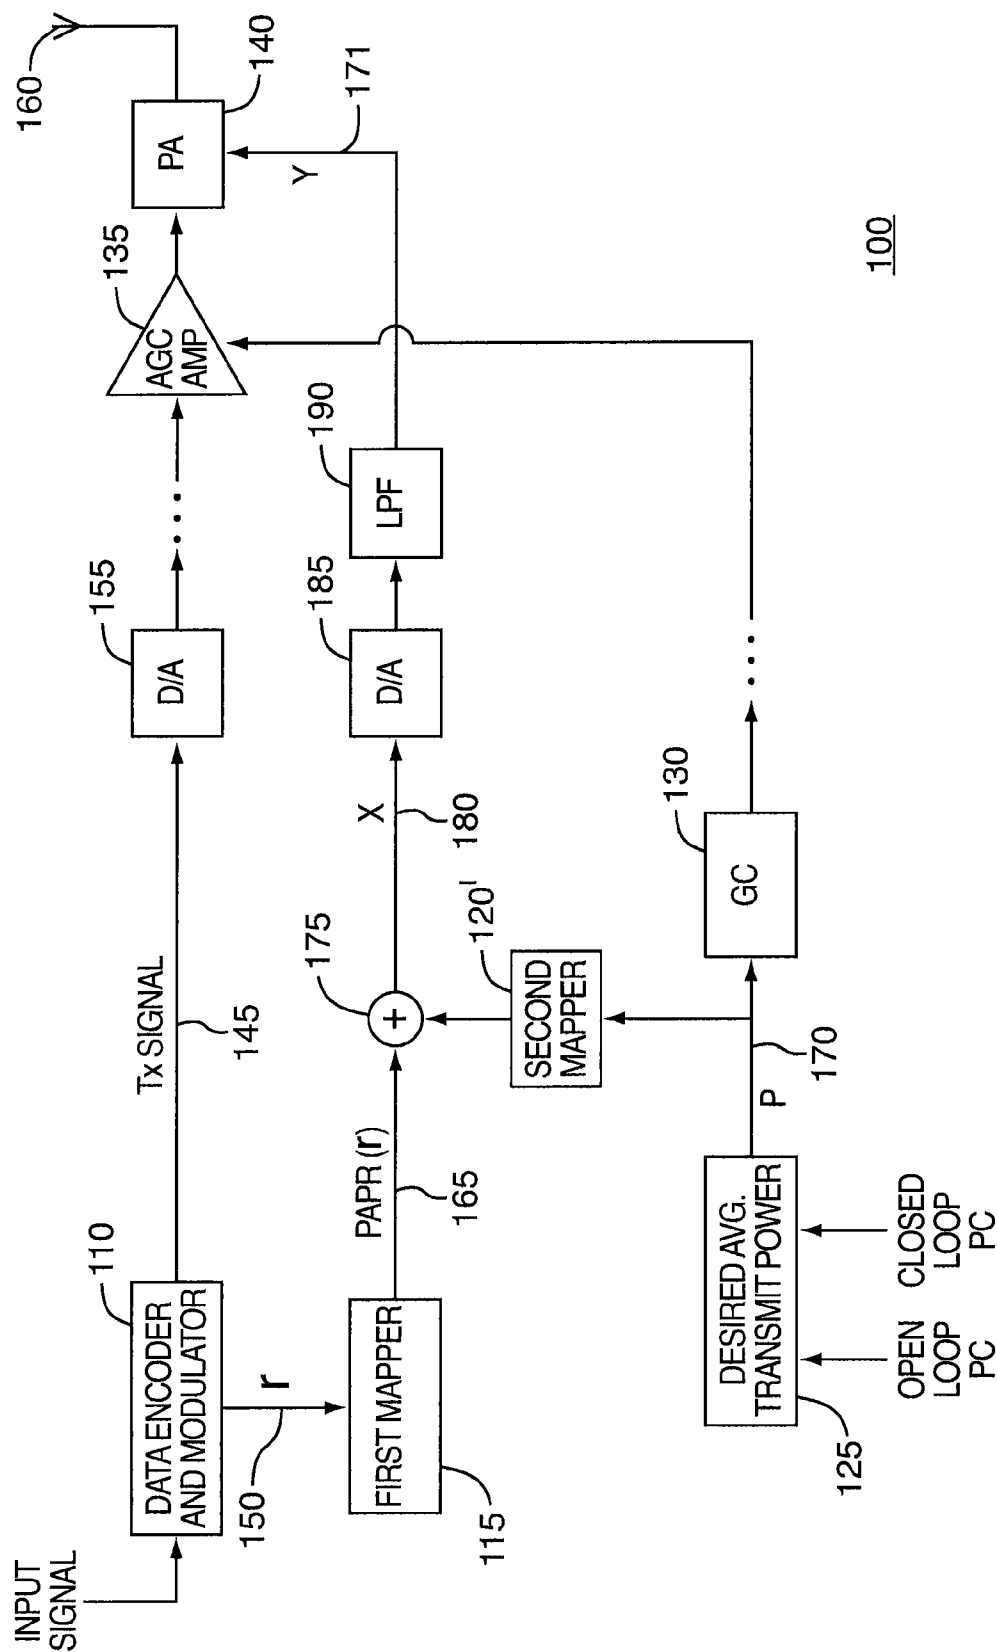 INPUT
SIGNAL
DATA ENCODER
AND MODULATOR
110
Tx SIGNAL
145
D/A
155
AGC
AMP
135
PA
140
160
r
150
FIRST MAPPER
115
PAPR (r)
165
+
175
X
180
D/A
185
LPF
190
Y
171
SECOND
MAPPER
120'
DESIRED AVG.
TRANSMIT POWER
125
OPEN
LOOP
PC
CLOSED
LOOP
PC
P
170
GC
130
100